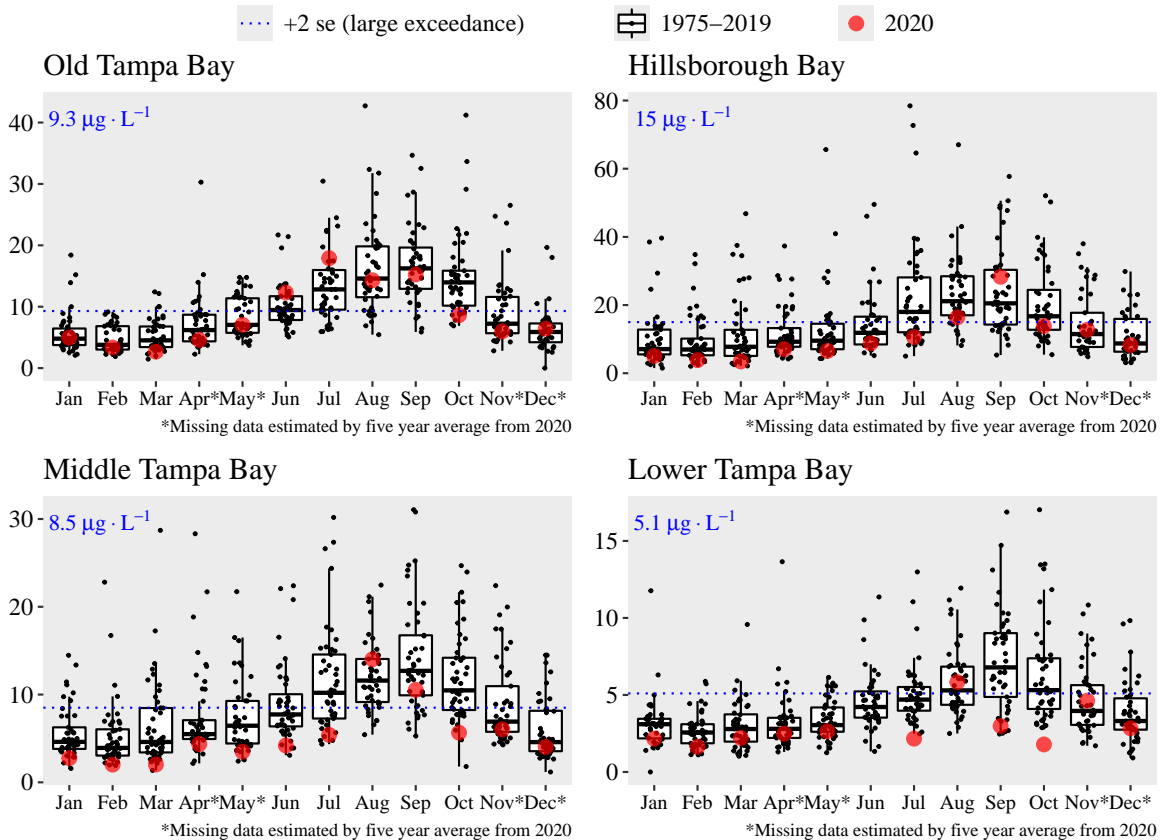 +2 se (large exceedance) 1975−2019 2020
Old Tampa Bay
9.3 μg · L−1
40
30
20
10
0
Jan Feb Mar Apr* May* Jun Jul Aug Sep Oct Nov* Dec*
*Missing data estimated by five year average from 2020
Hillsborough Bay
15 μg · L−1
80
60
40
20
0
Jan Feb Mar Apr* May* Jun Jul Aug Sep Oct Nov* Dec*
*Missing data estimated by five year average from 2020
Middle Tampa Bay
8.5 μg · L−1
30
20
10
0
Jan Feb Mar Apr* May* Jun Jul Aug Sep Oct Nov* Dec*
*Missing data estimated by five year average from 2020
Lower Tampa Bay
5.1 μg · L−1
15
10
5
0
Jan Feb Mar Apr* May* Jun Jul Aug Sep Oct Nov* Dec*
*Missing data estimated by five year average from 2020